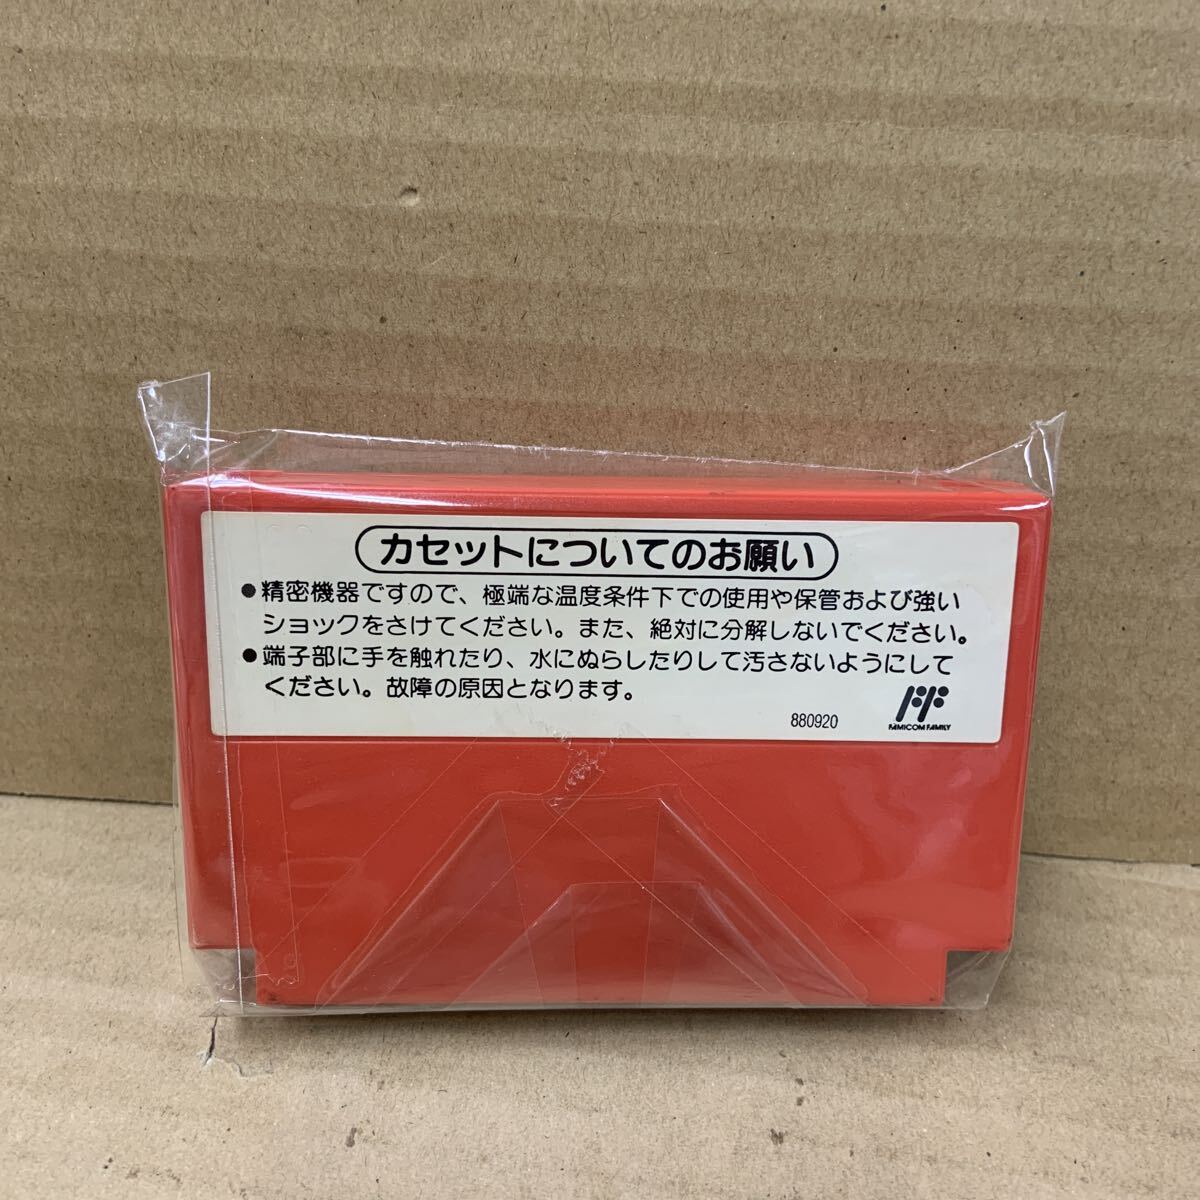 カセットについてのお願い
●精密機器ですので、極端な温度条件下での使用や保管および強い
ショックをさけてください。また、絶対に分解しないでください。
●端子部に手を触れたり、水にぬらしたりして汚さないようにして
ください。故障の原因となります。
880920
FAMICOM FAMILY